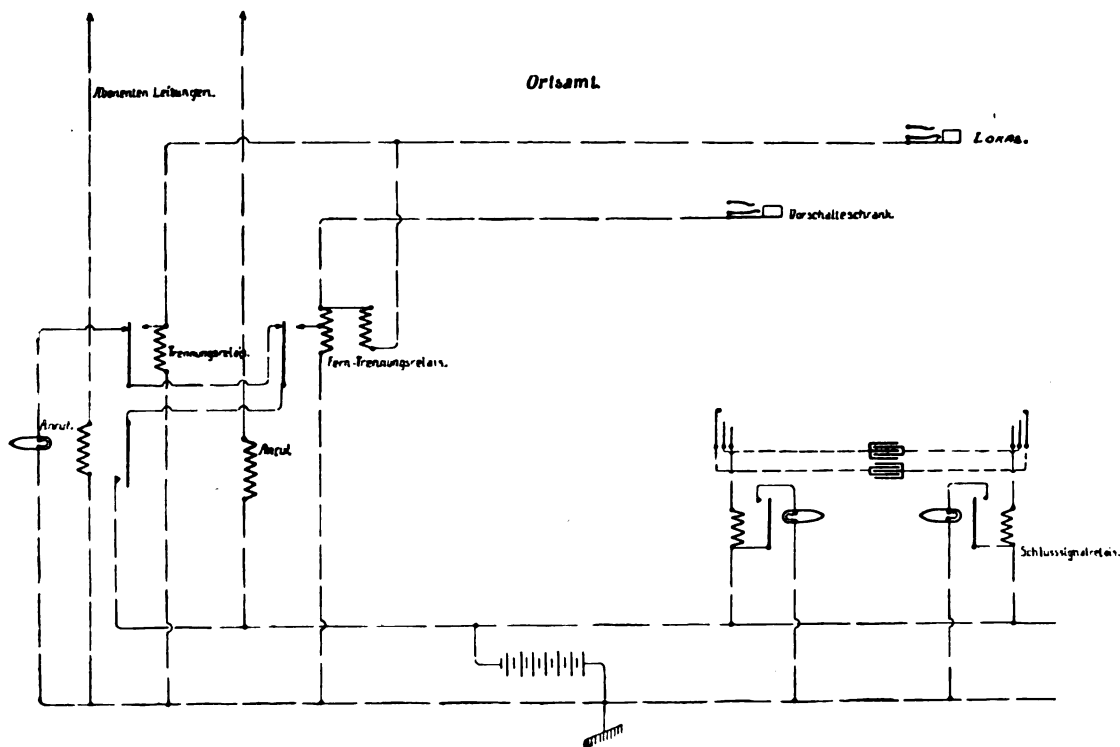 Ortsamt.
Abonenten Leitungen.
LOKAL.
Vorschalteschrank.
Trennungsrelais.
Fern-Trennungsrelais.
Anruf.
Anruf
Schlusssignalrelais.